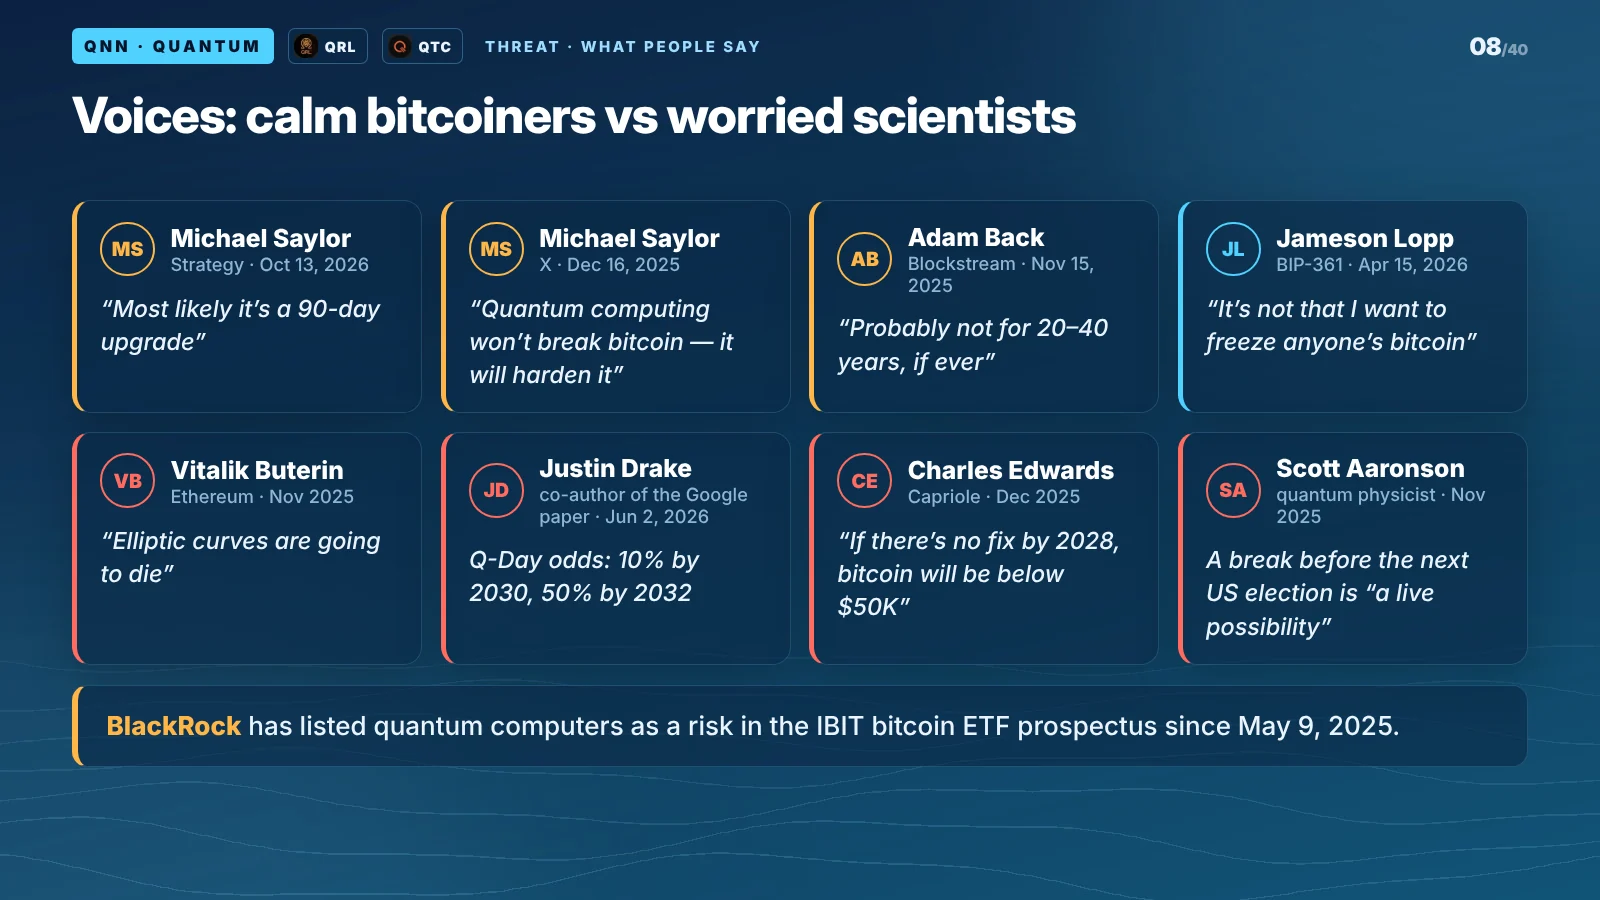 QNN · QUANTUM
QRL
QTC
THREAT · WHAT PEOPLE SAY
08/40
Voices: calm bitcoiners vs worried scientists
MS
Michael Saylor
Strategy · Oct 13, 2026
“Most likely it’s a 90-day
upgrade”
MS
Michael Saylor
X · Dec 16, 2025
“Quantum computing
won’t break bitcoin — it
will harden it”
AB
Adam Back
Blockstream · Nov 15,
2025
“Probably not for 20–40
years, if ever”
JL
Jameson Lopp
BIP-361 · Apr 15, 2026
“It’s not that I want to
freeze anyone’s bitcoin”
VB
Vitalik Buterin
Ethereum · Nov 2025
“Elliptic curves are going
to die”
JD
Justin Drake
co-author of the Google
paper · Jun 2, 2026
Q-Day odds: 10% by
2030, 50% by 2032
CE
Charles Edwards
Capriole · Dec 2025
“If there’s no fix by 2028,
bitcoin will be below
$50K”
SA
Scott Aaronson
quantum physicist · Nov
2025
A break before the next
US election is “a live
possibility”
BlackRock has listed quantum computers as a risk in the IBIT bitcoin ETF prospectus since May 9, 2025.